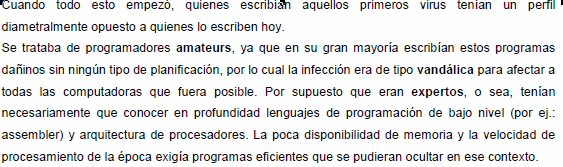 Cuando todo esto empezó, quienes escribían aquellos primeros virus tenían un perfil
diametralmente opuesto a quienes lo escriben hoy.
Se trataba de programadores amateurs, ya que en su gran mayoría escribían estos programas
dañinos sin ningún tipo de planificación, por lo cual la infección era de tipo vandálica para afectar a
todas las computadoras que fuera posible. Por supuesto que eran expertos, o sea, tenían
necesariamente que conocer en profundidad lenguajes de programación de bajo nivel (por ej.:
assembler) y arquitectura de procesadores. La poca disponibilidad de memoria y la velocidad de
procesamiento de la época exigía programas eficientes que se pudieran ocultar en ese contexto.